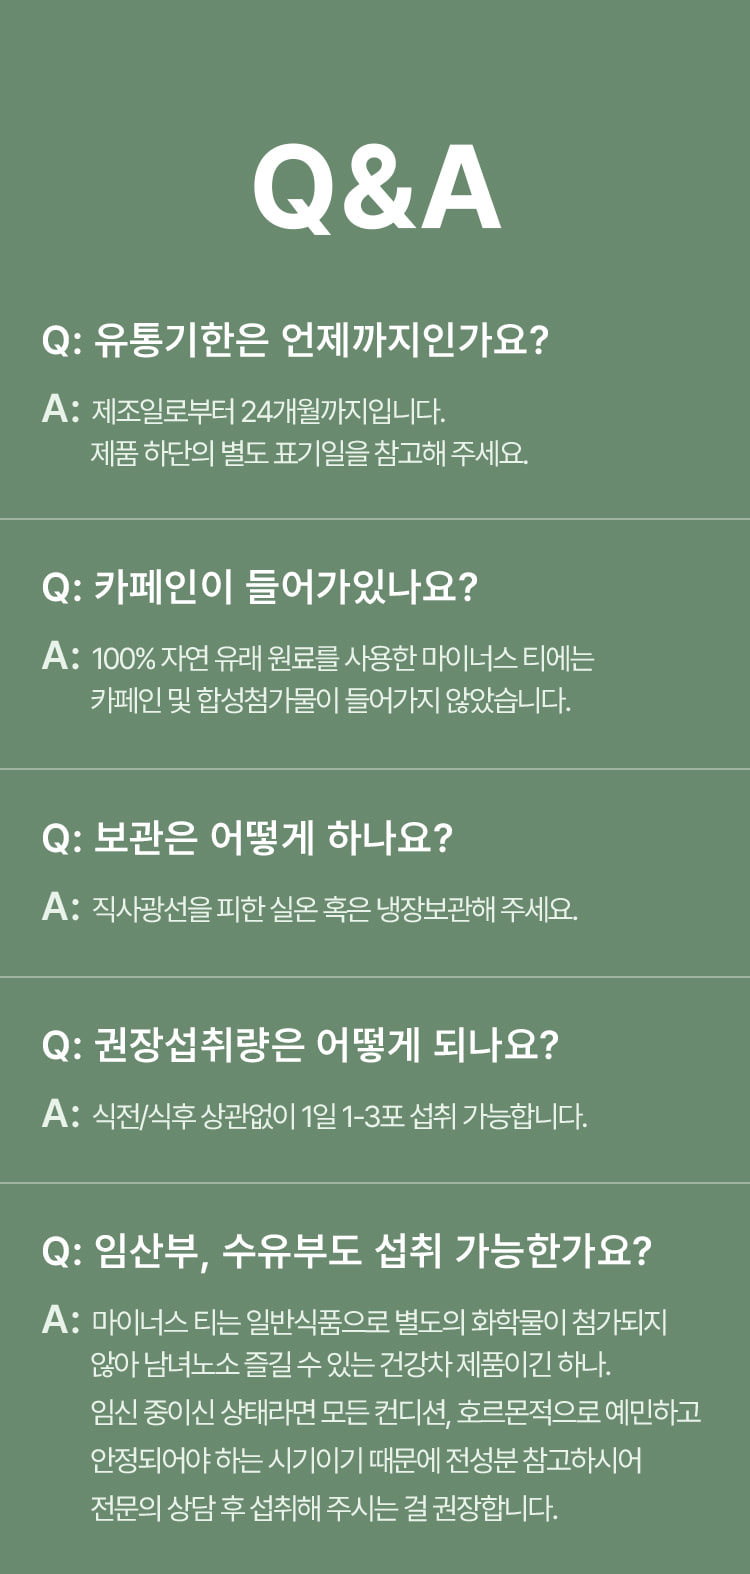 Q&A
Q: 유통기한은 언제까지인가요?
A: 제조일로부터 24개월까지입니다.
제품 하단의 별도 표기일을 참고해 주세요.
Q: 카페인이 들어가있나요?
A: 100% 자연 유래 원료를 사용한 마이너스 티에는
카페인 및 합성첨가물이 들어가지 않았습니다.
Q: 보관은 어떻게 하나요?
A: 직사광선을 피한 실온 혹은 냉장보관해 주세요.
Q: 권장섭취량은 어떻게 되나요?
A: 식전/식후 상관없이 1일 1-3포 섭취 가능합니다.
Q: 임산부, 수유부도 섭취 가능한가요?
A: 마이너스 티는 일반식품으로 별도의 화학물이 첨가되지
않아 남녀노소 즐길 수 있는 건강차 제품이긴 하나.
임신 중이신 상태라면 모든 컨디션, 호르몬적으로 예민하고
안정되어야 하는 시기이기 때문에 전성분 참고하시어
전문의 상담 후 섭취해 주시는 걸 권장합니다.